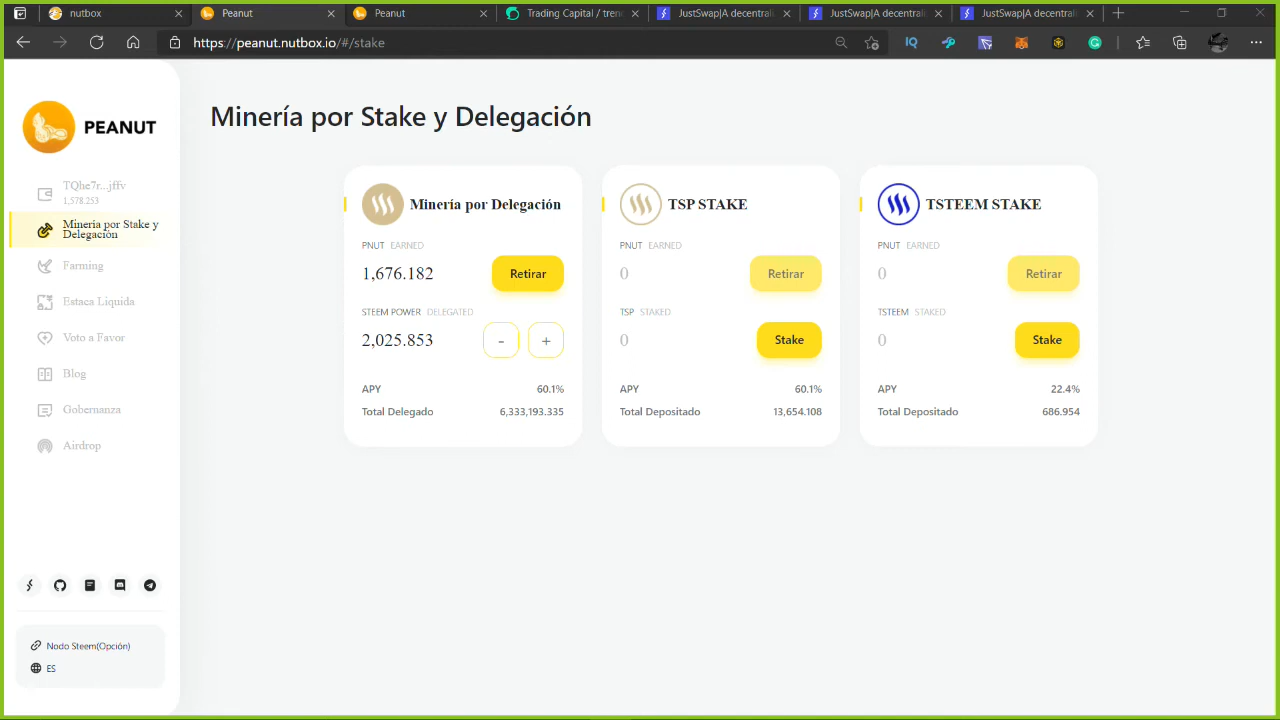 nutbox
Peanut
Peanut
Trading Capital / tren
JustSwap|A decentrali
JustSwap|A decentrali
JustSwap|A decentrali
https://peanut.nutbox.io/#/stake
IQ
PEANUT
TQhe7r...jffv
1,578.253
Minería por Stake y
Delegación
Farming
Estaca Liquida
Voto a Favor
Blog
Gobernanza
Airdrop
Nodo Steem(Opción)
ES
Minería por Stake y Delegación
Minería por Delegación
PNUT EARNED
1,676.182 Retirar
STEEM POWER DELEGATED
2,025.853 - +
APY 60.1%
Total Delegado 6,333,193.335
TSP STAKE
PNUT EARNED
0 Retirar
TSP STAKED
0 Stake
APY 60.1%
Total Depositado 13,654.108
TSTEEM STAKE
PNUT EARNED
0 Retirar
TSTEEM STAKED
0 Stake
APY 22.4%
Total Depositado 686.954